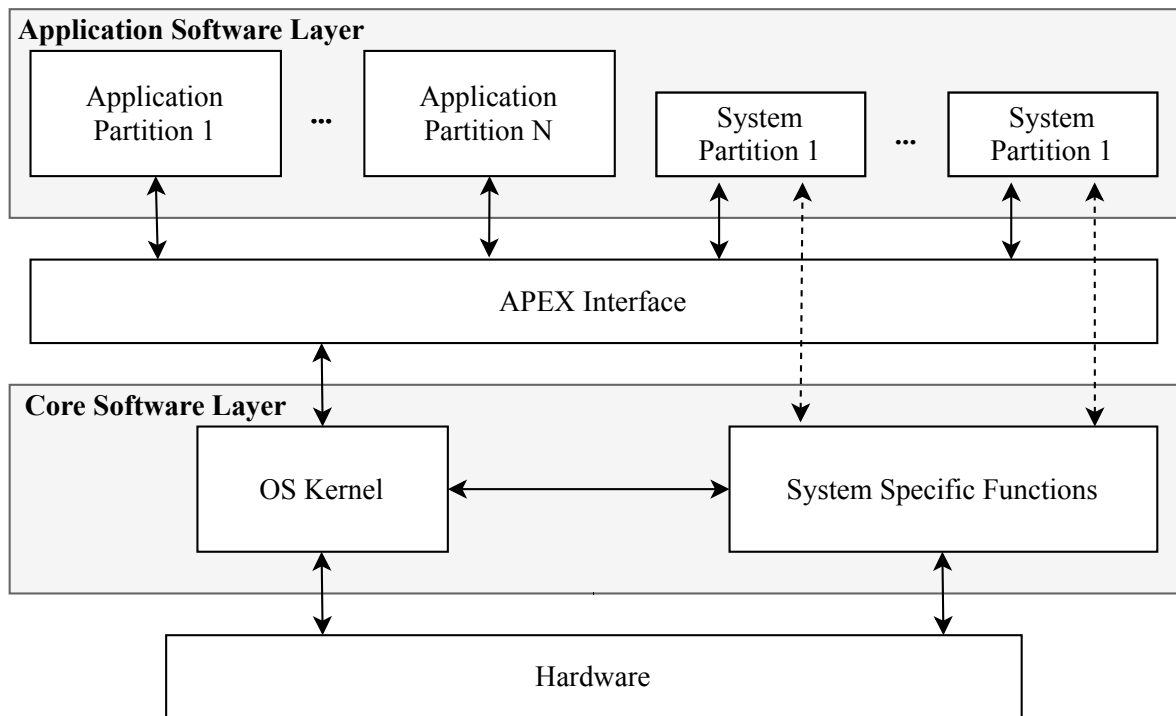 Application Software Layer
Application
Partition 1
...
Application
Partition N
System
Partition 1
...
System
Partition 1
APEX Interface
Core Software Layer
OS Kernel
System Specific Functions
Hardware